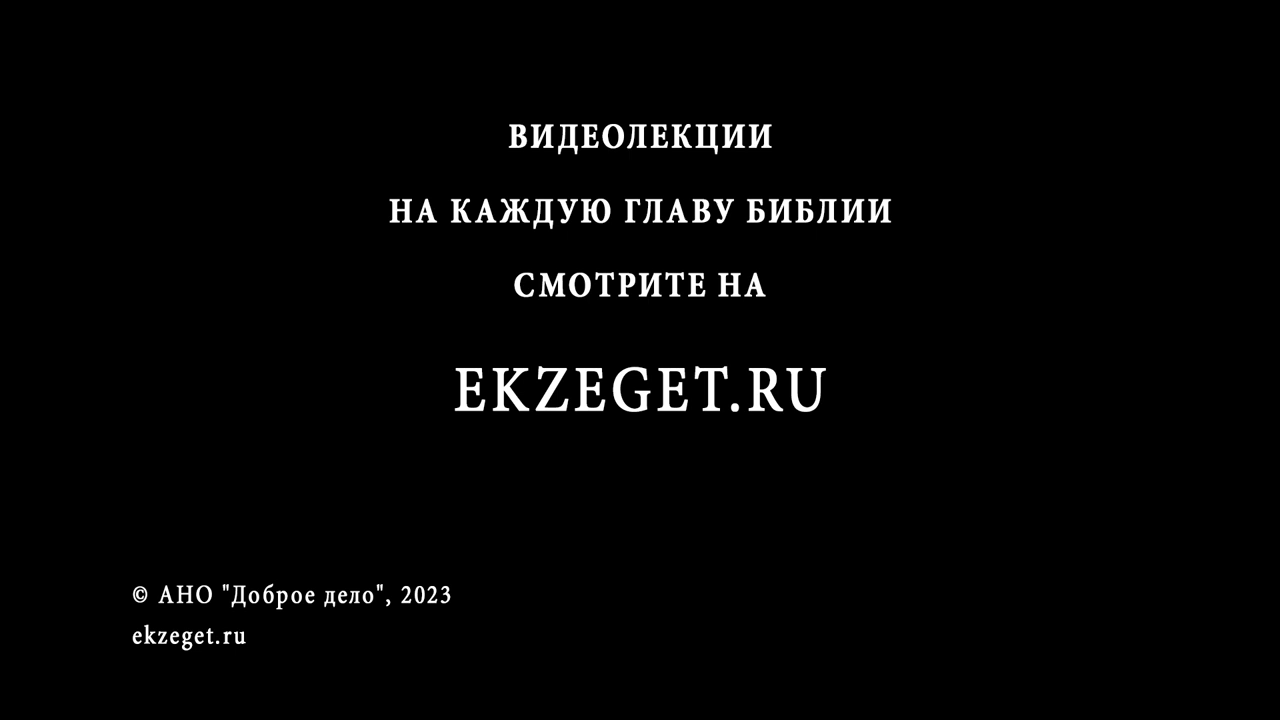 ВИДЕОЛЕКЦИИ
НА КАЖДУЮ ГЛАВУ БИБЛИИ
СМОТРИТЕ НА
EKZEGET.RU
© АНО "Доброе дело", 2023
ekzeget.ru